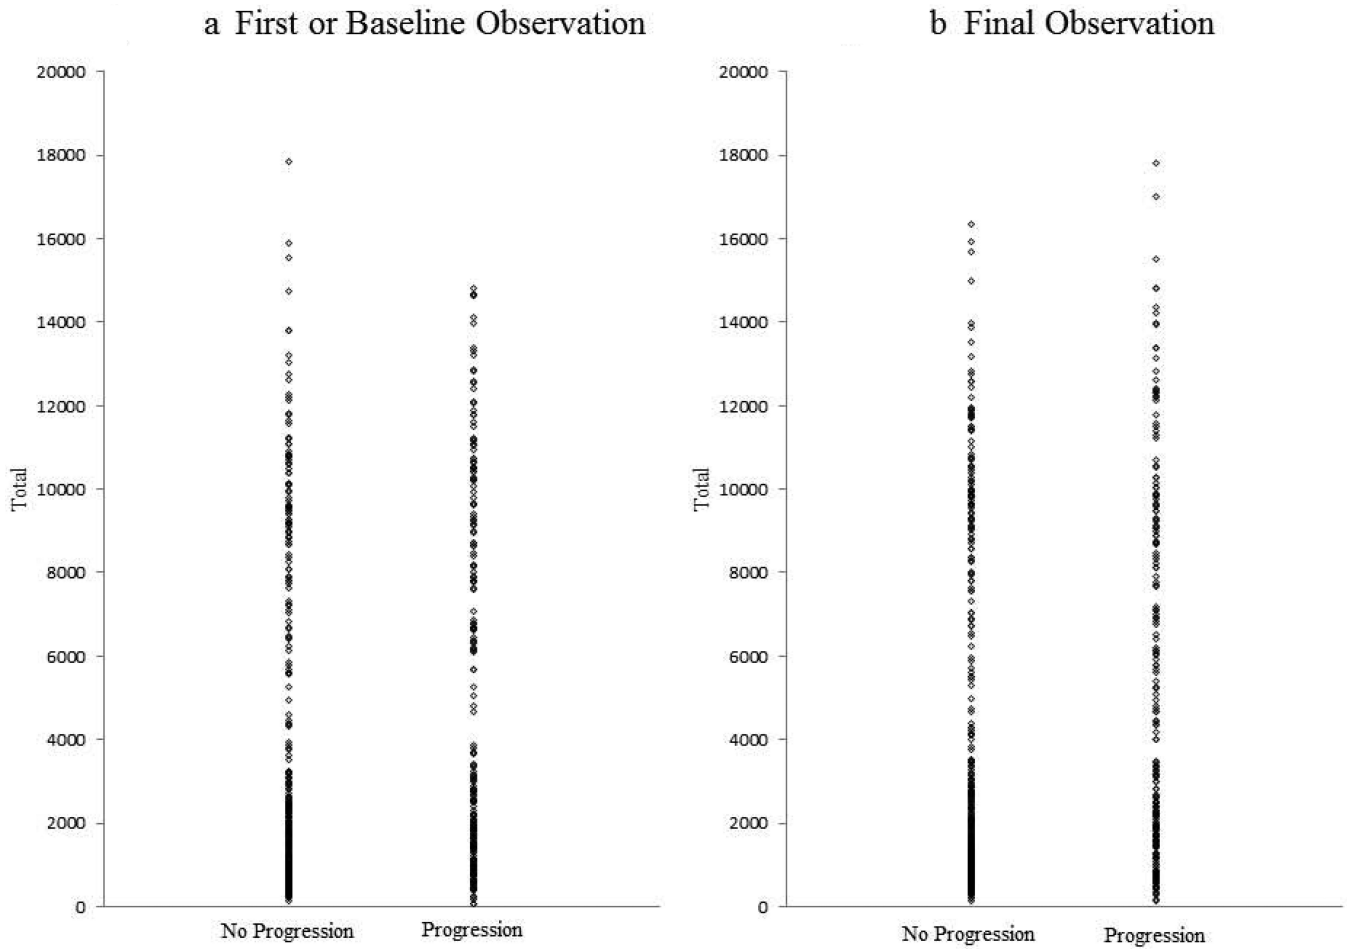 a First or Baseline Observation
20000
18000
16000
14000
12000
10000
8000
6000
4000
2000
0
Total
No Progression
Progression
b Final Observation
20000
18000
16000
14000
12000
10000
8000
6000
4000
2000
0
Total
No Progression
Progression